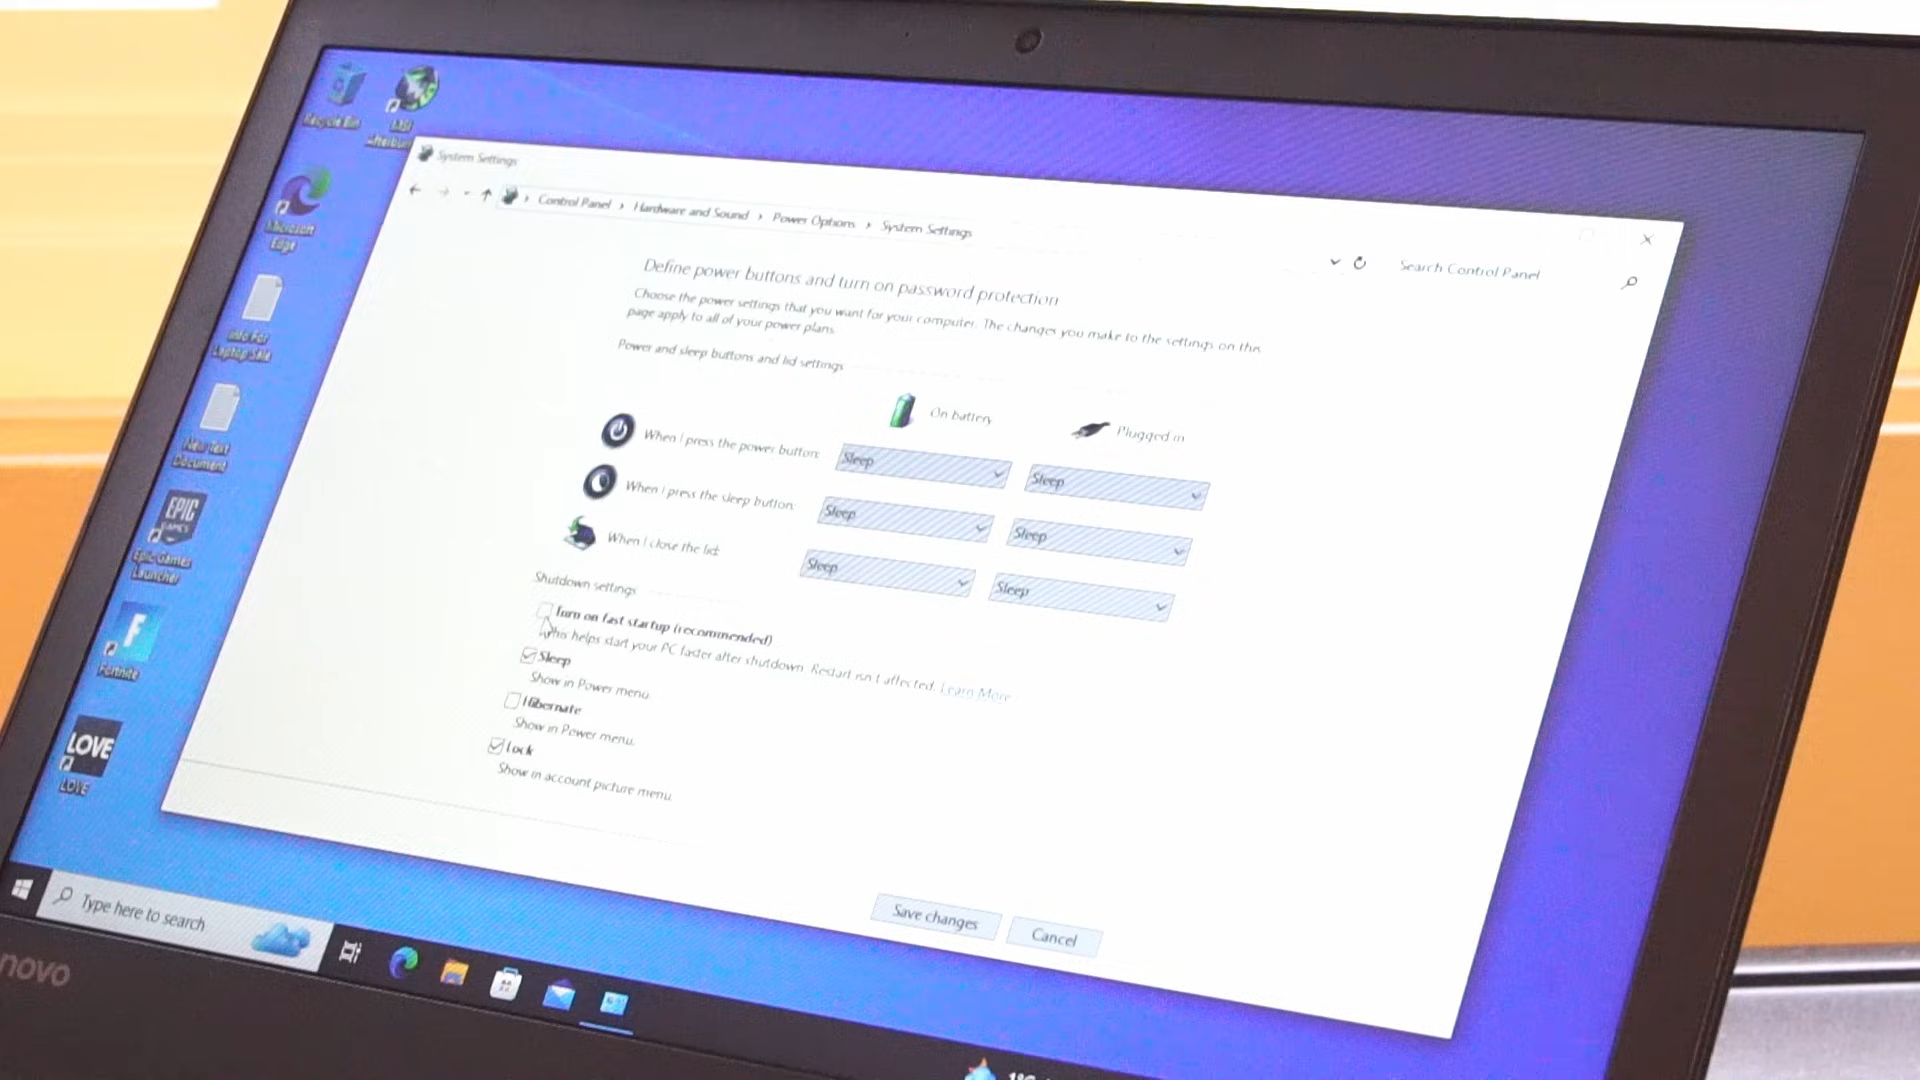 Recycle Bin
MSI
Afterbur
Microsoft
Edge
Info For
Laptop Sale
New Text
Document
EPIC
GAMES
Epic Games
Launcher
F
Fortnite
LOVE
LOVE
System Settings
Control Panel › Hardware and Sound › Power Options › System Settings
Search Control Panel
Define power buttons and turn on password protection
Choose the power settings that you want for your computer. The changes you make to the settings on this
page apply to all of your power plans.
Power and sleep buttons and lid settings
On battery
Plugged in
When I press the power button: Sleep Sleep
When I press the sleep button: Sleep Sleep
When I close the lid: Sleep Sleep
Shutdown settings
Turn on fast startup (recommended)
This helps start your PC faster after shutdown. Restart isn't affected. Learn More
Sleep
Show in Power menu.
Hibernate
Show in Power menu.
Lock
Show in account picture menu.
Save changes
Cancel
Type here to search
novo